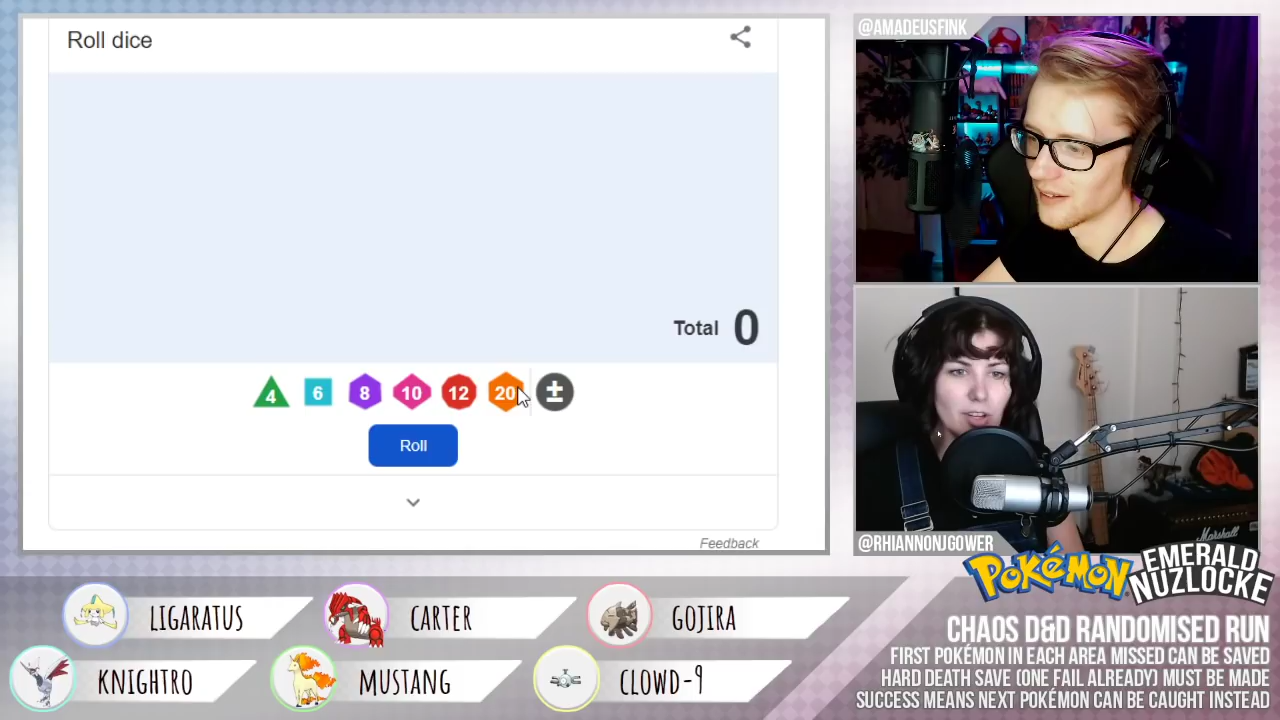 Roll dice
Total 0
4 6 8 10 12 20 ±
Roll
Feedback
@AMADEUSFINK
@RHIANNONJGOWER
Marshall
POKéMON
EMERALD
NUZLOCKE
LIGARATUS
CARTER
GOJIRA
KNIGHTRO
MUSTANG
CLOWD-9
CHAOS D&D RANDOMISED RUN
FIRST POKÉMON IN EACH AREA MISSED CAN BE SAVED
HARD DEATH SAVE (ONE FAIL ALREADY) MUST BE MADE
SUCCESS MEANS NEXT POKÉMON CAN BE CAUGHT INSTEAD